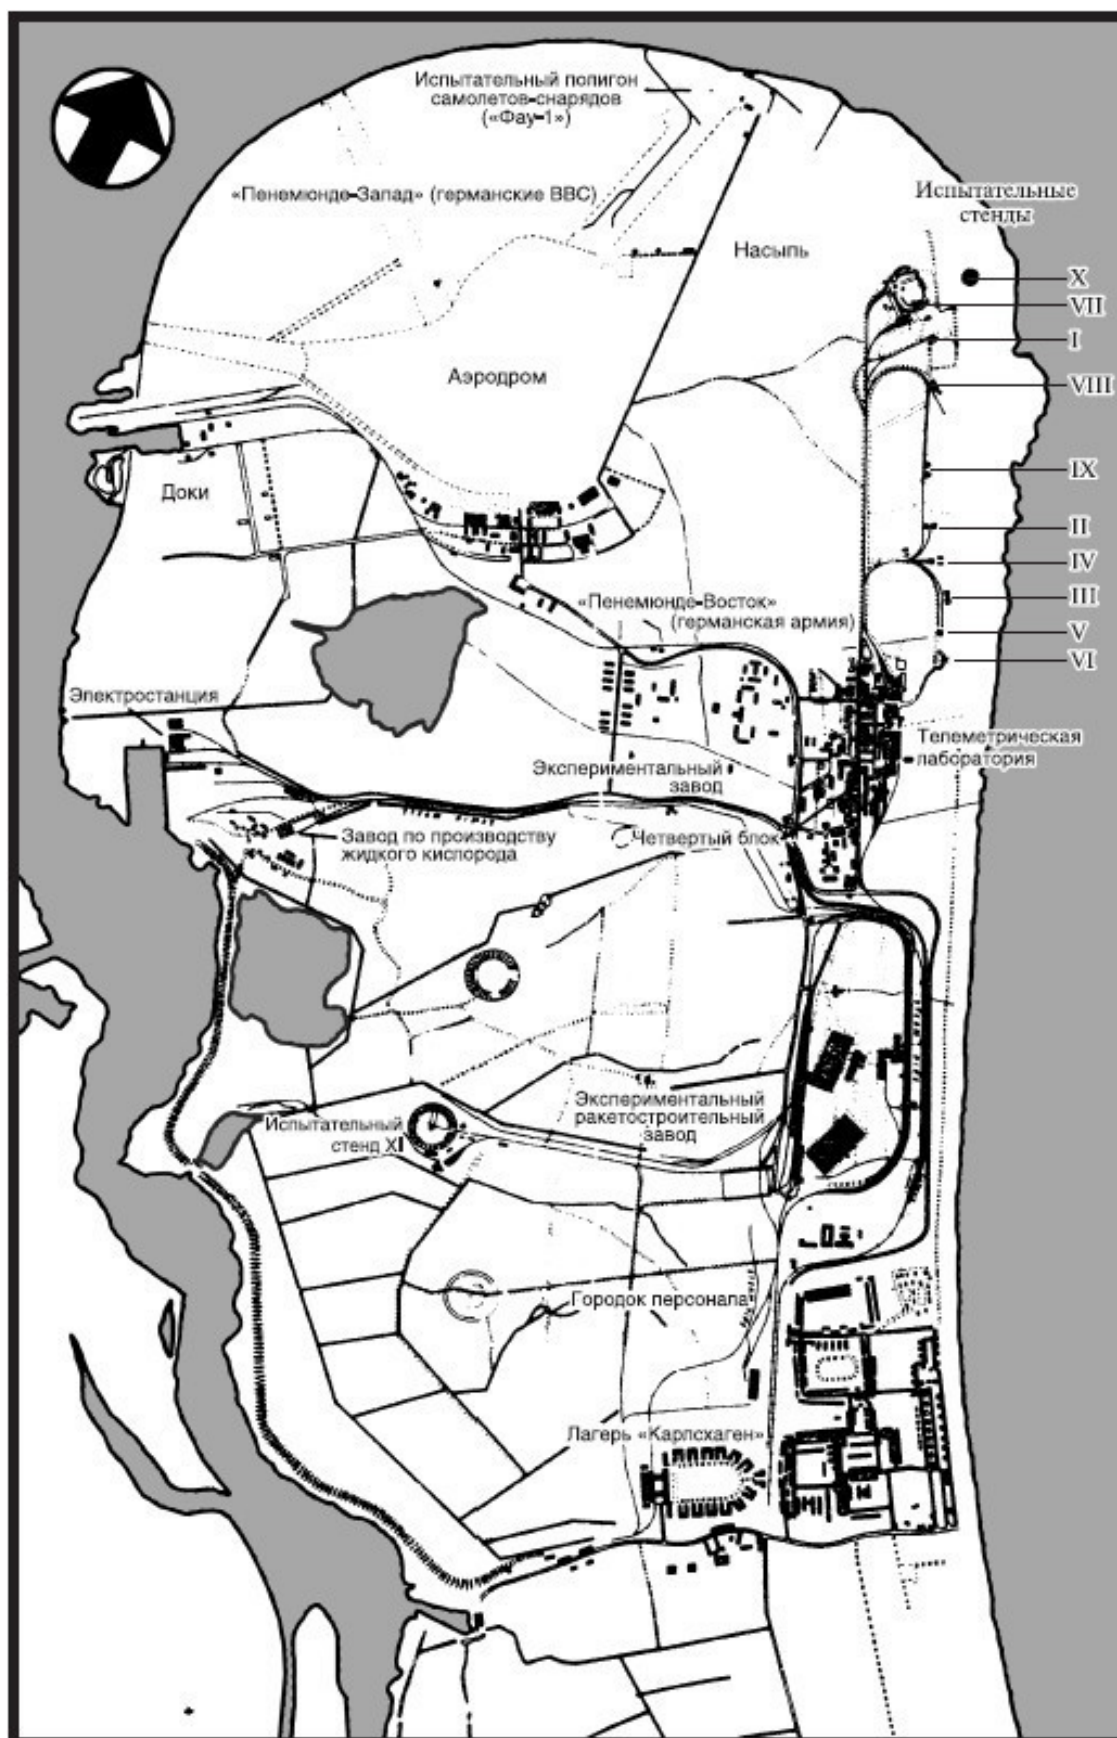 Испытательный полигон
самолетов-снарядов
(«Фау-1»)
«Пенемюнде-Запад» (германские ВВС)
Испытательные
стенды
Насыпь
X
VII
I
Аэродром
VIII
IX
Доки
II
IV
«Пенемюнде-Восток»
(германская армия)
III
V
VI
Электростанция
Телеметрическая
лаборатория
Экспериментальный
завод
Завод по производству
жидкого кислорода
Четвертый блок
Экспериментальный
ракетостроительный
завод
Испытательный
стенд XI
Городок персонала
Лагерь «Карлсхаген»